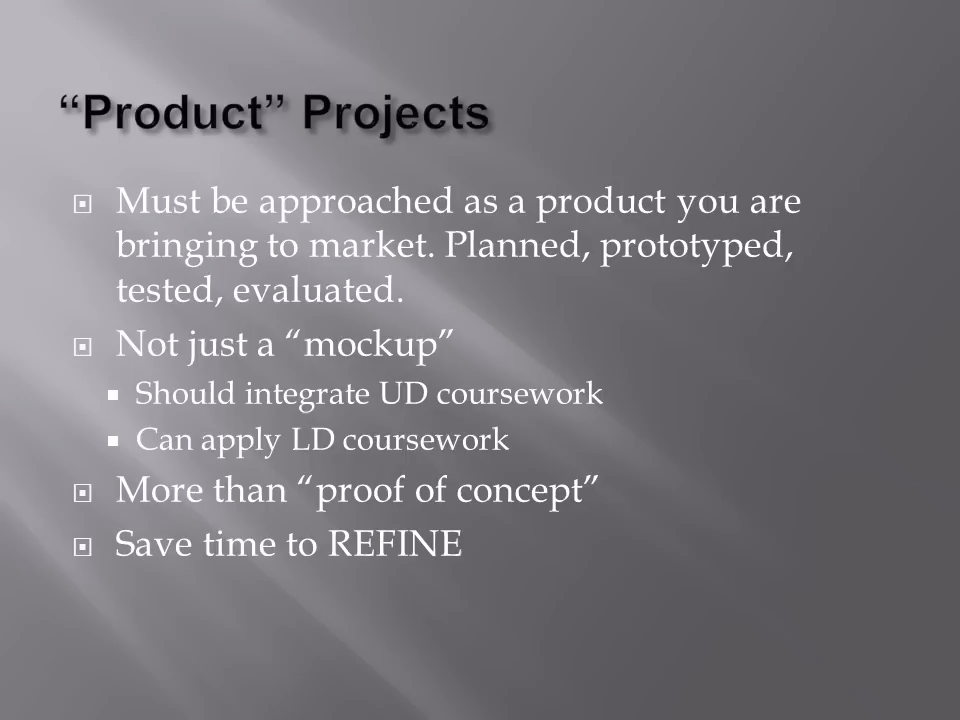 “Product” Projects
Must be approached as a product you are
bringing to market. Planned, prototyped,
tested, evaluated.
Not just a “mockup”
Should integrate UD coursework
Can apply LD coursework
More than “proof of concept”
Save time to REFINE